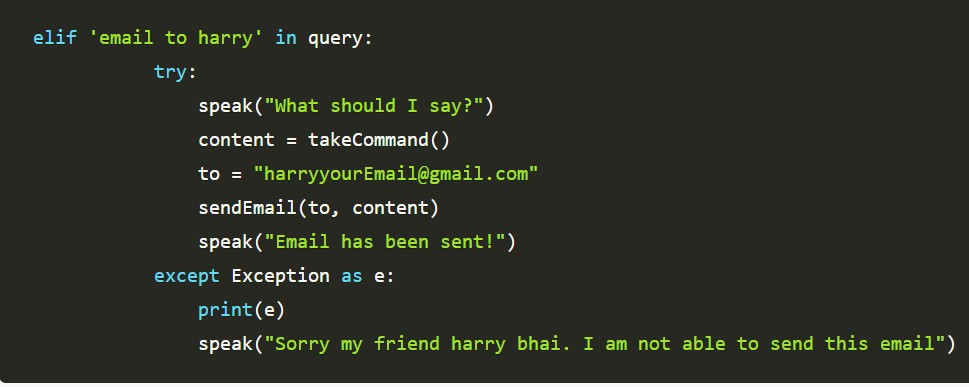 elif 'email to harry' in query:
try:
speak("What should I say?")
content = takeCommand()
to = "harryyourEmail@gmail.com"
sendEmail(to, content)
speak("Email has been sent!")
except Exception as e:
print(e)
speak("Sorry my friend harry bhai. I am not able to send this email")